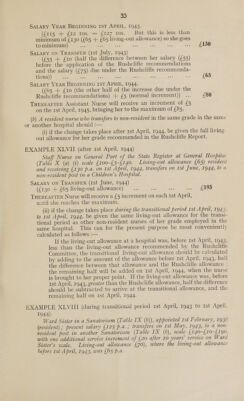 33
SALARY YEAR BEGINNING 1ST APRIL, 1943.
[£115 + £12 10s. = £127 10s. But this is less than
minimum of £130 (£65 + £65 living-out allowance) so she goes
to minimum] ... £130
SALARY ON TRANSFER (1st July, 1943)
[£55 + £10 (half the difference between her salary (£55)
before the application of the Rushcliffe recommendations
and the salary (£75) due under the Rushcliffe recommenda-
tions)] ... £65
SALARY YEAR BEGINNING 1ST APRIL, 1944.
[£65 + £10 (the other half of the increase due under the
Rushcliffe recommendations) + £5 (normal increment)] .. £80
THEREAFTER Assistant Nurse will receive an increment of £5
on the 1st April, 1945, bringing her to the maximum of £85.
(b) A resident nurse who transfers to non-resident in the same grade in the same
or another hospital should :—
(i) if the change takes place after 1st April, 1944, be given the full living-
out allowance for her grade recommended in the Rushcliffe Report.
EXAMPLE XLVII (after 1st April, 1944)
Staff Nurse on General Part of the State Register at General Hospital
(Table X (a) (i) scale £100–£5–£140. Living-out allowance £65) resident
and receiving £130 p.a. on 1st April, 1944, transfers on 1st June, 1944, to a
non-resident post in a Children's Hospital.
SALARY ON TRANSFER (1st June, 1944)
[£130 + £65 living-out allowance] ... £195
THEREAFTER NURSE will receive a £5 increment on each 1st April,
until she reaches the maximum.
(ii) if the change takes place during the transitional period 1st April, 1943,
to 1st April, 1944, be given the same living-out allowance for the transi-
tional period as other non-resident nurses of her grade employed in the
same hospital. This can for the present purpose be most conveniently
calculated as follows :—
If the living-out allowance at a hospital was, before 1st April, 1943,
less than the living-out allowance recommended by the Rushcliffe
Committee, the transitional living-out allowance should be calculated
by adding to the amount of the allowance before 1st April, 1943, half
the difference between that allowance and the Rushcliffe allowance :
the remaining half will be added on 1st April, 1944, when the nurse
is brought to her proper point. If the living-out allowance was, before
1st April, 1943, greater than the Rushcliffe allowance, half the difference
should be subtracted to arrive at the transitional allowance, and the
remaining half on 1st April, 1944.
EXAMPLE XLVIII (during transitional period 1st April, 1943 to 1st April,
1944).
Ward Sister in a Sanatorium (Table IX (ii)), appointed 1st February, 1932
(resident) ; present salary £125 p.a. ; transfers on 1st May, 1943, to a non-
resident post in another Sanatorium (Table IX (ii), scale £140–£10–£190,
with one additional service increment of £20 after 10 years' service as Ward
Sister) scale. Living-out allowance £70, where the living-out allowance
before 1st April, 1943, was £65 p.a.